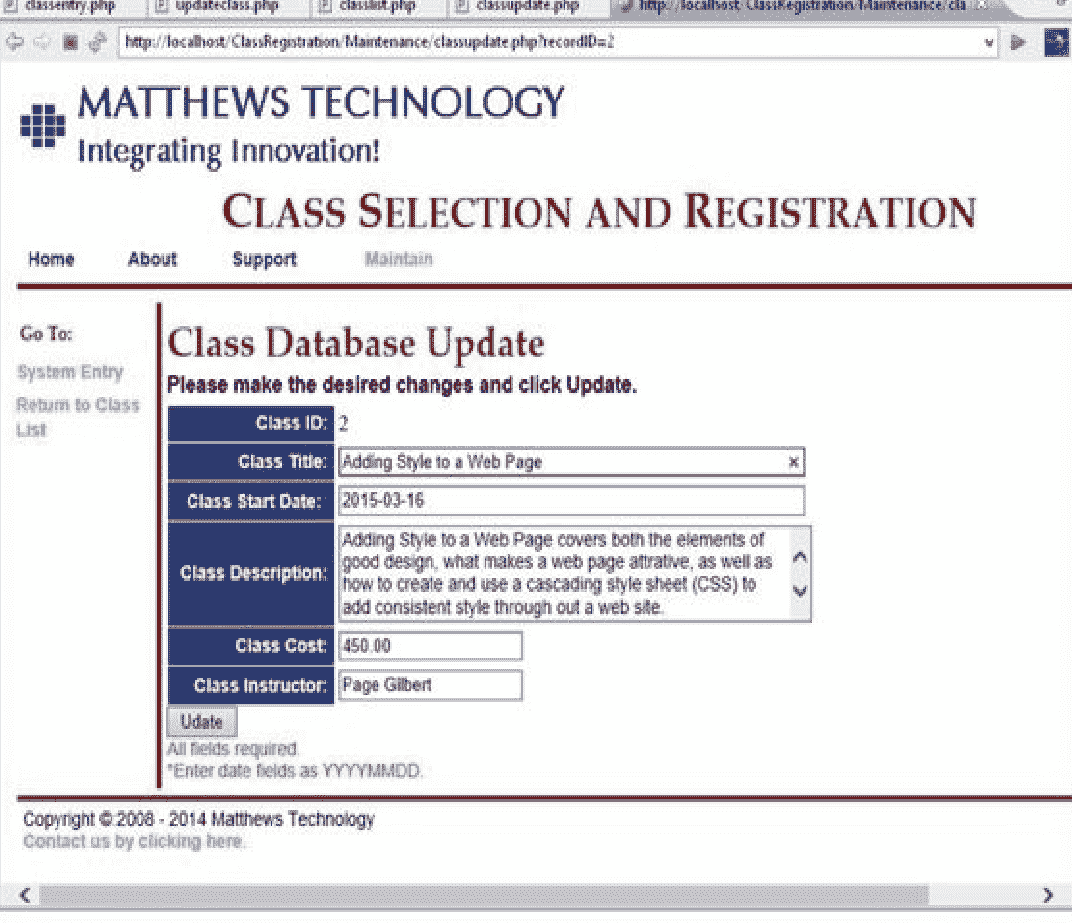 classentry.php updateclass.php classlist.php classupdate.php http://localhost ClassRegistration/Maintenance/cla
http://localhost/ClassRegistration/Maintenance/classupdate.php?recordID=2
MATTHEWS TECHNOLOGY
Integrating Innovation!
CLASS SELECTION AND REGISTRATION
Home About Support Maintain
Go To:
System Entry
Return to Class
List
Class Database Update
Please make the desired changes and click Update.
Class ID: 2
Class Title: Adding Style to a Web Page
Class Start Date: 2015-03-16
Class Description: Adding Style to a Web Page covers both the elements of
good design, what makes a web page attrative, as well as
how to create and use a cascading style sheet (CSS) to
add consistent style through out a web site.
Class Cost: 450.00
Class Instructor: Page Gilbert
Udate
All fields required.
*Enter date fields as YYYYMMDD.
Copyright © 2008 - 2014 Matthews Technology
Contact us by clicking here.